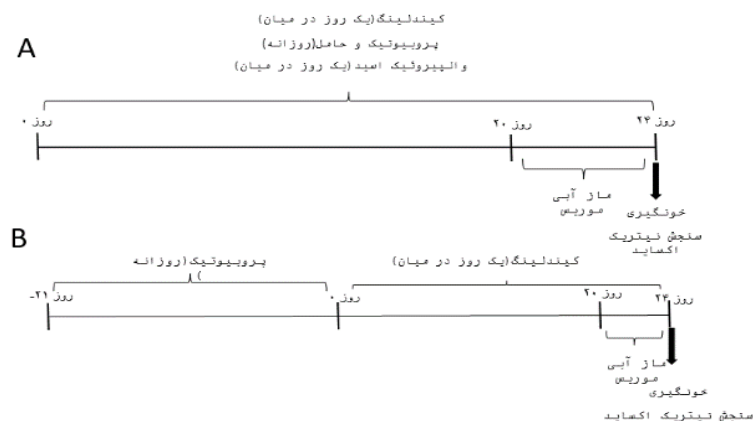 کیندلینگ(یک روز در میان)
پروبیوتیک و حامل(روزانه)
والپیروئیک اسید(یک روز در میان)
A
روز ۰
روز ۲۰
روز ۲۴
ماز آبی
موریس
خونگیری
سنجش نیتریک
اکساید
B
پروبیوتیک(روزانه
)
کیندلینگ(یک روز در میان)
روز ۲۱-
روز ۰
روز ۲۰
روز ۲۴
ماز آبی
موریس
خونگیری
سنجش نیتریک اکساید